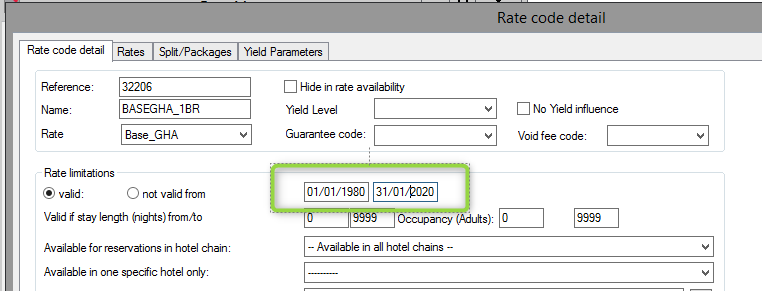 Rate code detail
Rate code detail Rates Split/Packages Yield Parameters
Reference: 32206 Hide in rate availability
Name: BASEGHA_1BR Yield Level No Yield influence
Rate Base_GHA Guarantee code: Void fee code:
Rate limitations
valid: not valid from 01/01/1980 31/01/2020
Valid if stay length (nights) from/to 0 9999 Occupancy (Adults): 0 9999
Available for reservations in hotel chain: -- Available in all hotel chains --
Available in one specific hotel only: ----------